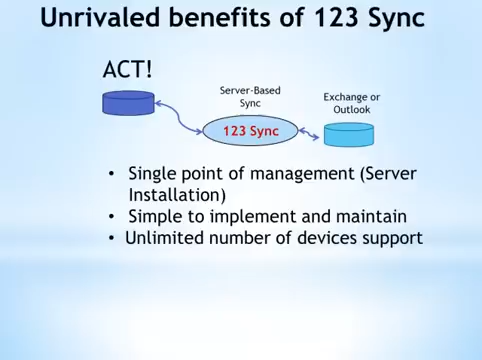 Unrivaled benefits of 123 Sync
ACT!
Server-Based
Sync
Exchange or
Outlook
123 Sync
• Single point of management (Server
Installation)
• Simple to implement and maintain
• Unlimited number of devices support